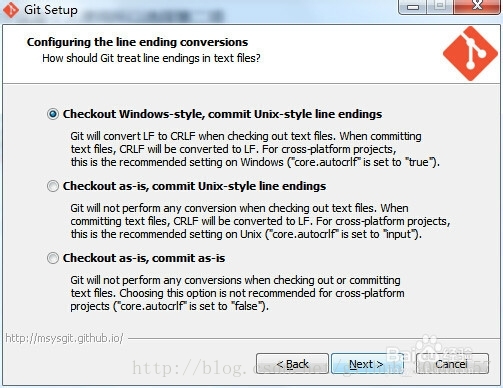 Git Setup
Configuring the line ending conversions
How should Git treat line endings in text files?
Checkout Windows-style, commit Unix-style line endings
Git will convert LF to CRLF when checking out text files. When committing
text files, CRLF will be converted to LF. For cross-platform projects,
this is the recommended setting on Windows ("core.autocrlf" is set to "true").
Checkout as-is, commit Unix-style line endings
Git will not perform any conversion when checking out text files. When
committing text files, CRLF will be converted to LF. For cross-platform projects,
this is the recommended setting on Unix ("core.autocrlf" is set to "input").
Checkout as-is, commit as-is
Git will not perform any conversions when checking out or committing
text files. Choosing this option is not recommended for cross-platform
projects ("core.autocrlf" is set to "false").
http://msysgit.github.io/
< Back
Next >
Cancel
Baidu经验
http://blog.